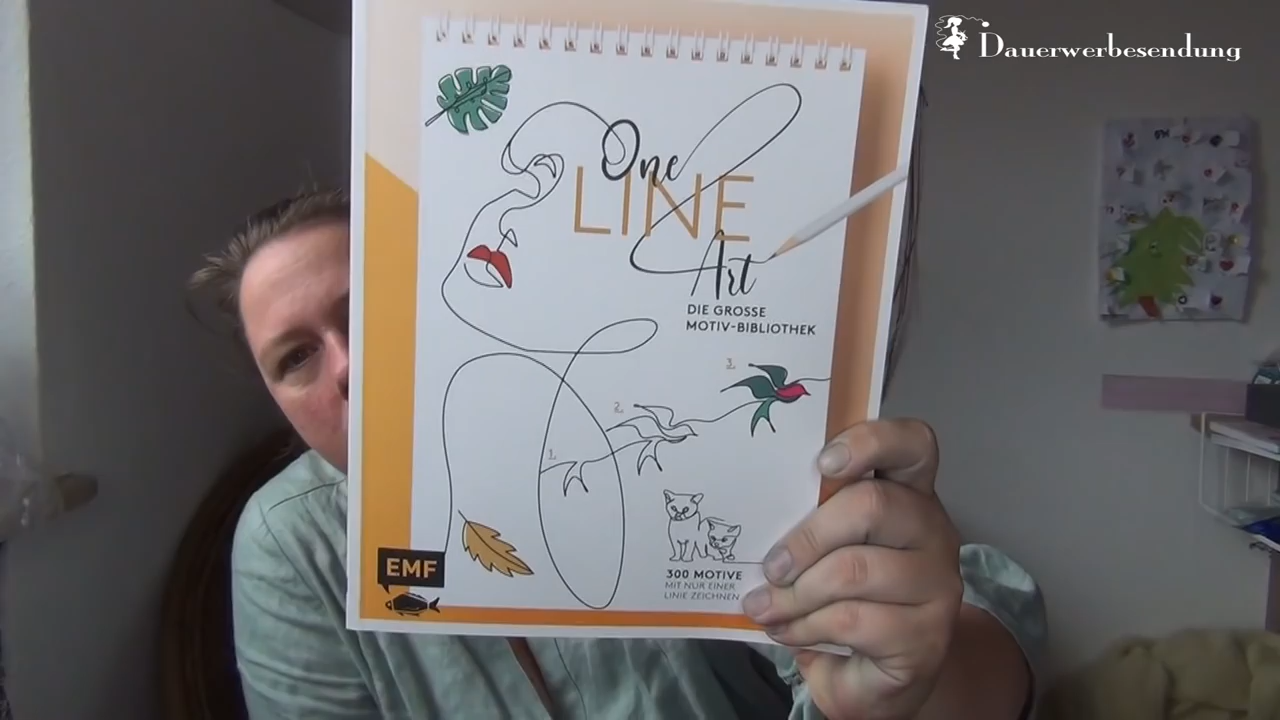 Dauerwerbesendung
One
LINE
Art
DIE GROSSE
MOTIV-BIBLIOTHEK
3.
2.
1.
300 MOTIVE
MIT NUR EINER
LINIE ZEICHNEN
EMF